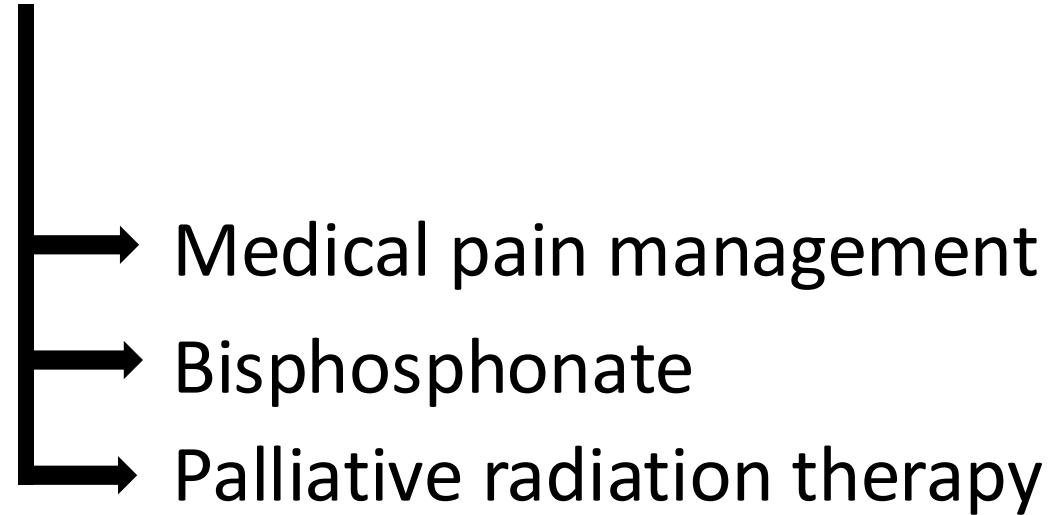 Medical pain management
Bisphosphonate
Palliative radiation therapy